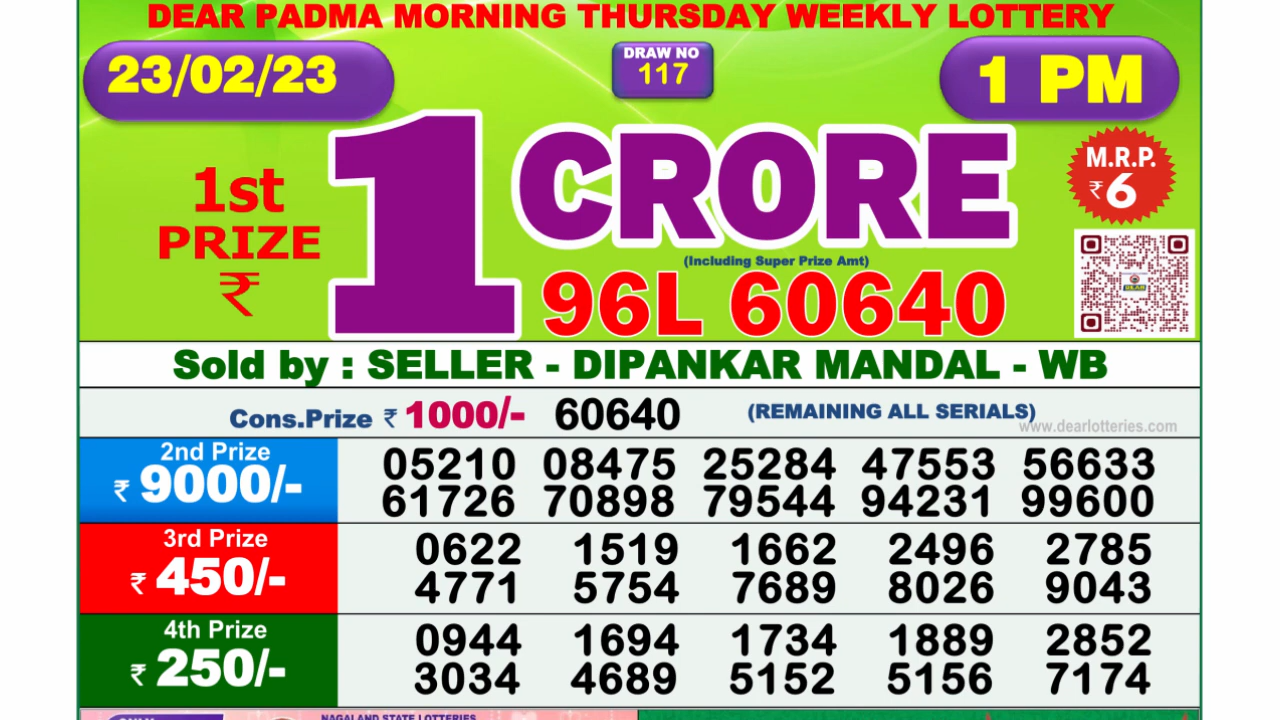 DEAR PADMA MORNING THURSDAY WEEKLY LOTTERY
23/02/23
DRAW NO
117
1 PM
1st
PRIZE
₹
1 CRORE
(Including Super Prize Amt)
96L 60640
M.R.P.
₹6
Sold by : SELLER - DIPANKAR MANDAL - WB
Cons.Prize ₹ 1000/- 60640 (REMAINING ALL SERIALS)
www.dearlotteries.com
2nd Prize
₹ 9000/-
05210 08475 25284 47553 56633
61726 70898 79544 94231 99600
3rd Prize
₹ 450/-
0622 1519 1662 2496 2785
4771 5754 7689 8026 9043
4th Prize
₹ 250/-
0944 1694 1734 1889 2852
3034 4689 5152 5156 7174
NAGALAND STATE LOTTERIES